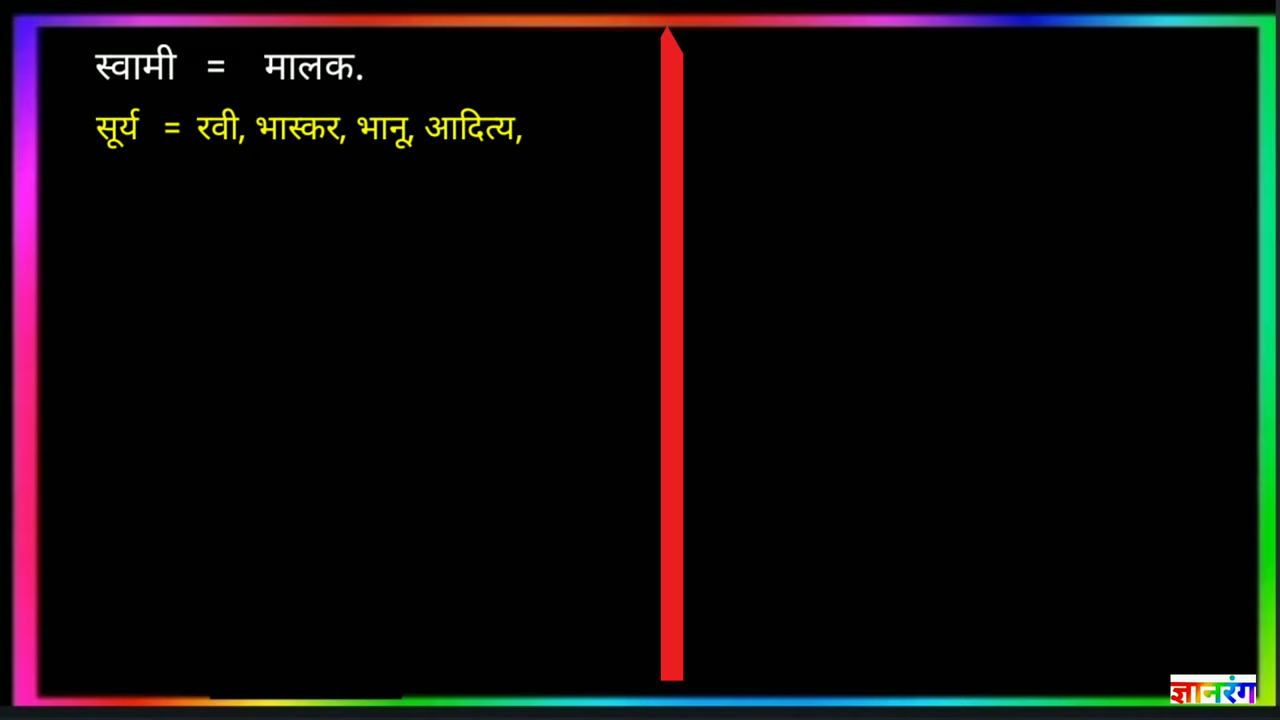 स्वामी = मालक.
सूर्य = रवी, भास्कर, भानू, आदित्य,
ज्ञानरंग